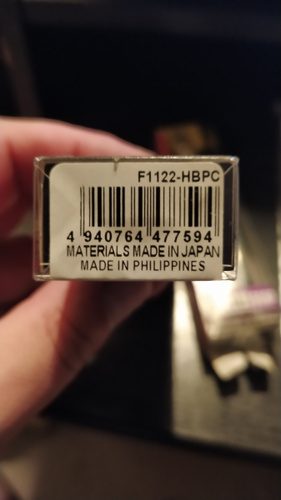 F1122-HBPC
4 940764 477594
MATERIALS MADE IN JAPAN
MADE IN PHILIPPINES